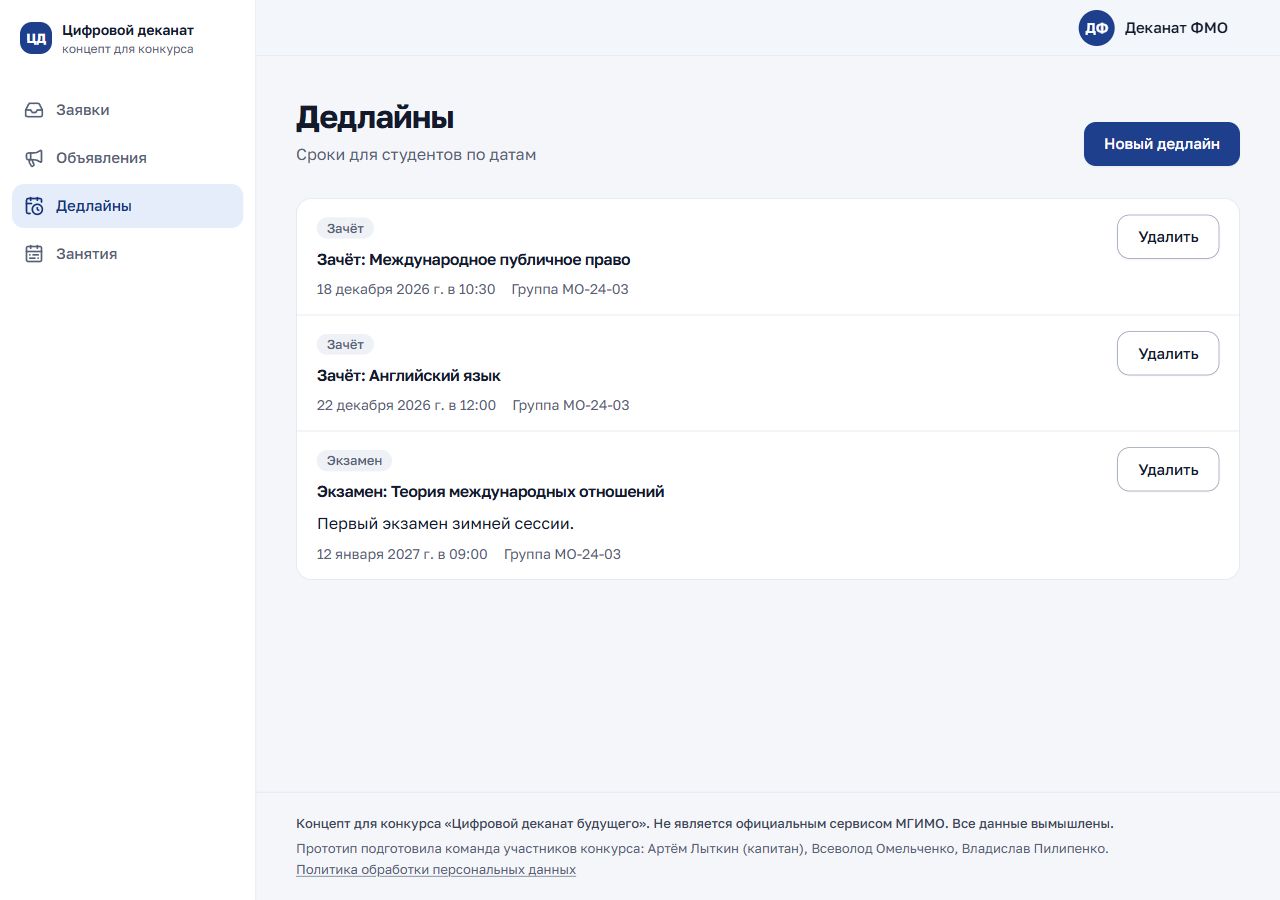 ЦД
Цифровой деканат
концепт для конкурса
ДФ
Деканат ФМО
Заявки
Объявления
Дедлайны
Занятия
Дедлайны
Сроки для студентов по датам
Новый дедлайн
Зачёт
Зачёт: Международное публичное право
18 декабря 2026 г. в 10:30 Группа МО-24-03
Удалить
Зачёт
Зачёт: Английский язык
22 декабря 2026 г. в 12:00 Группа МО-24-03
Удалить
Экзамен
Экзамен: Теория международных отношений
Первый экзамен зимней сессии.
12 января 2027 г. в 09:00 Группа МО-24-03
Удалить
Концепт для конкурса «Цифровой деканат будущего». Не является официальным сервисом МГИМО. Все данные вымышлены.
Прототип подготовила команда участников конкурса: Артём Лыткин (капитан), Всеволод Омельченко, Владислав Пилипенко.
Политика обработки персональных данных